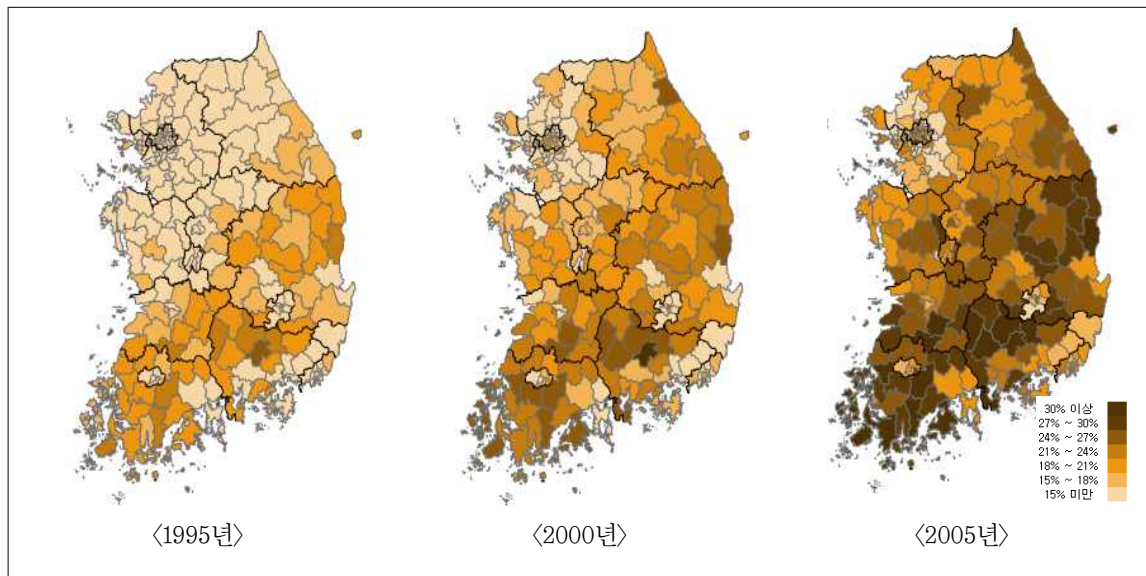 30% 이상
27% ~ 30%
24% ~ 27%
21% ~ 24%
18% ~ 21%
15% ~ 18%
15% 미만
〈1995년〉 〈2000년〉 〈2005년〉